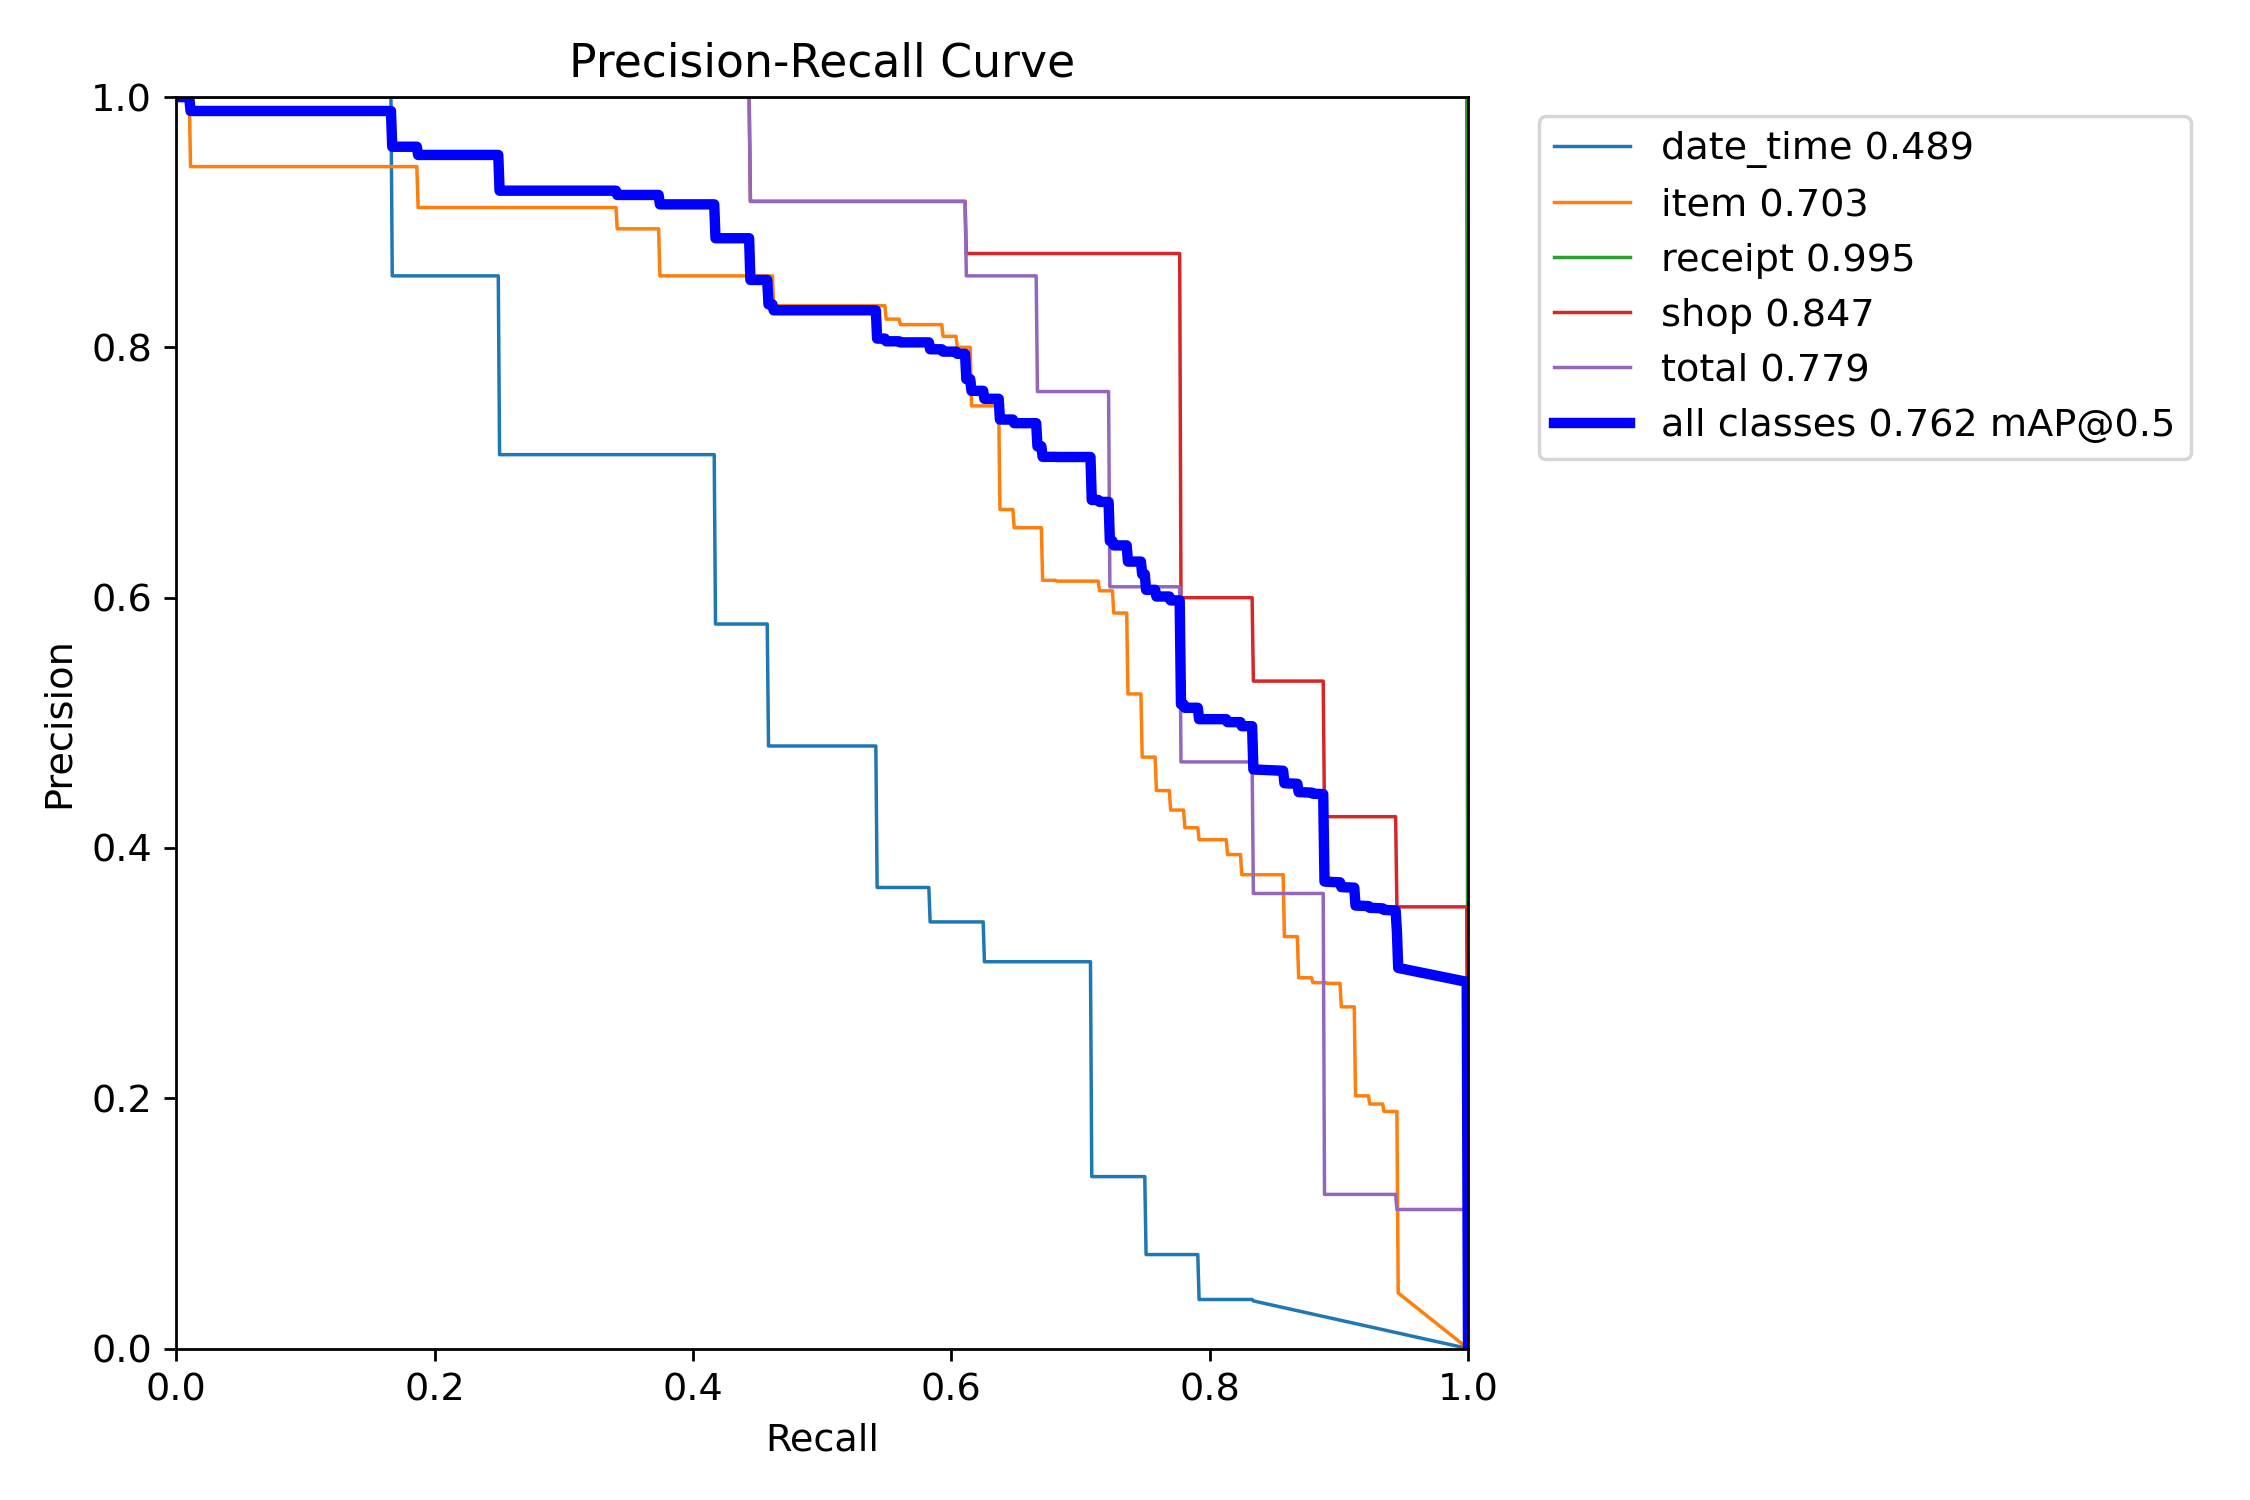 Precision-Recall Curve
1.0
0.8
0.6
0.4
0.2
0.0
Precision
0.0 0.2 0.4 0.6 0.8 1.0
Recall
date_time 0.489
item 0.703
receipt 0.995
shop 0.847
total 0.779
all classes 0.762 mAP@0.5